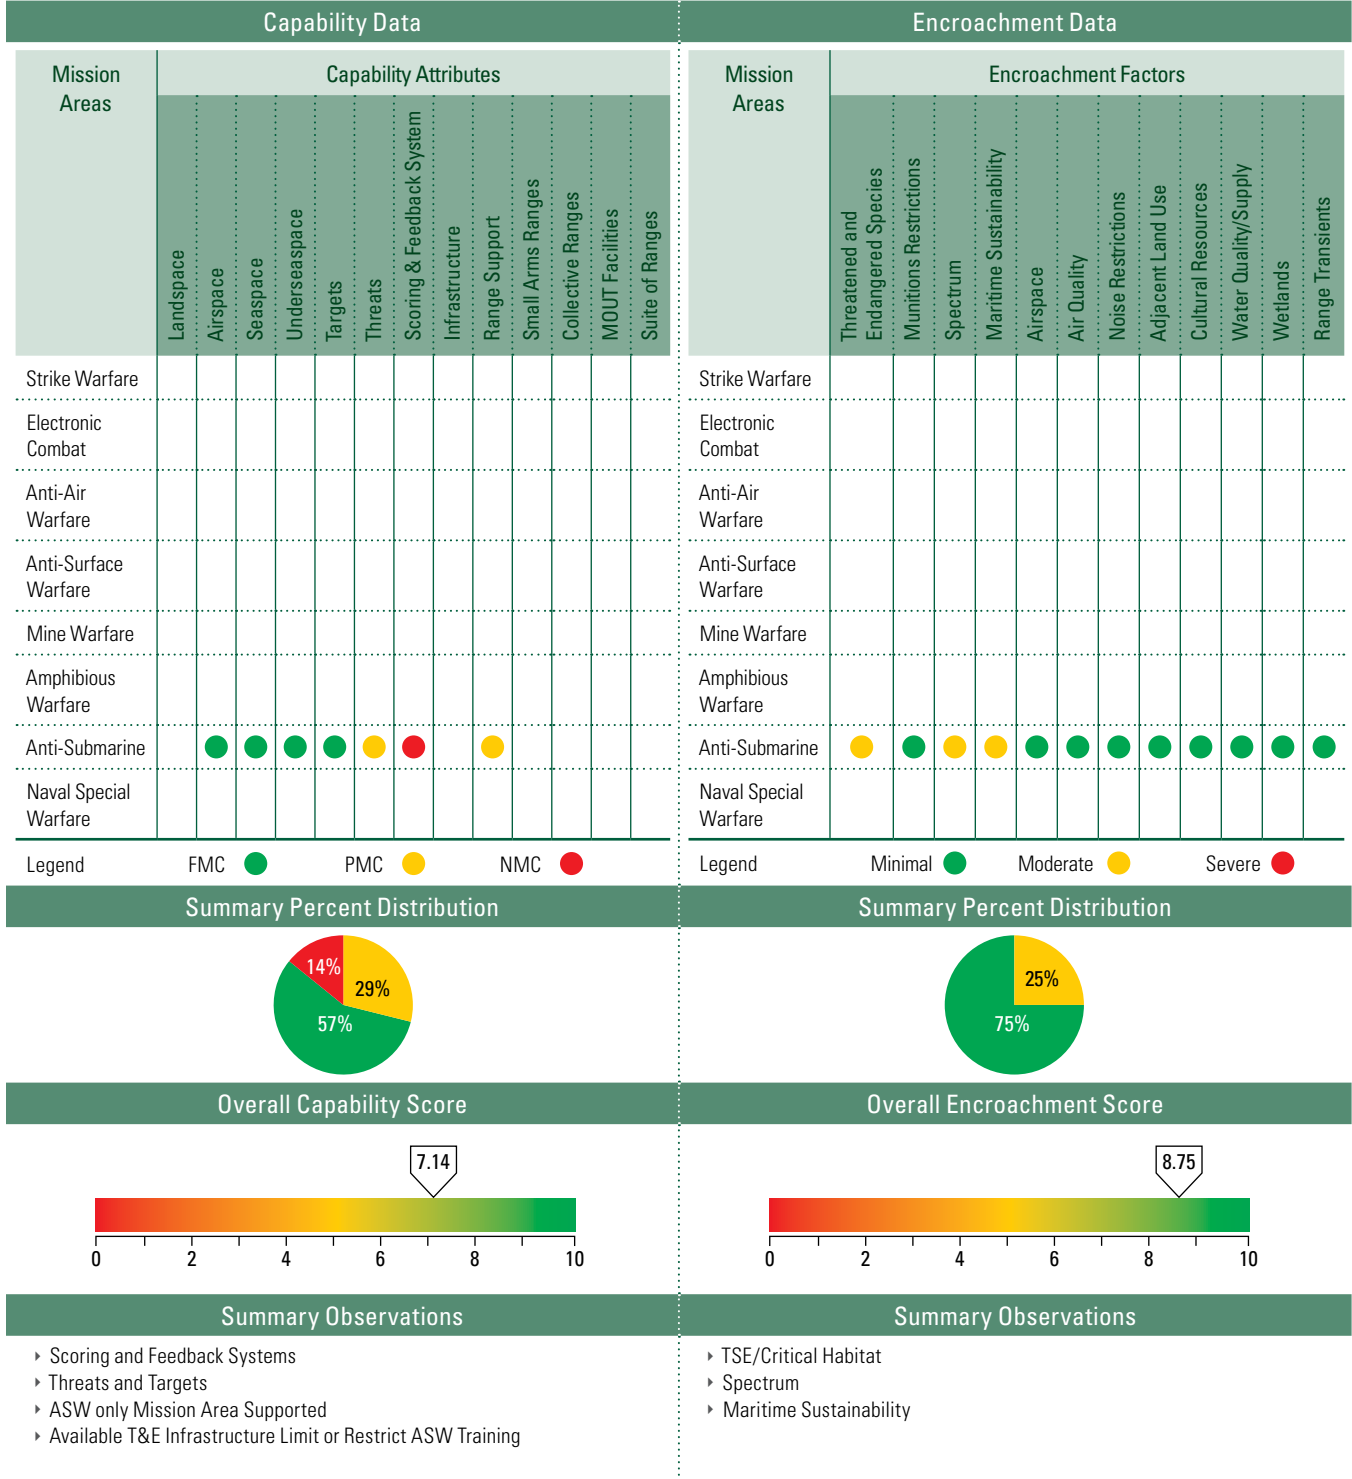 Capability Data
Mission
Areas
Capability Attributes
Landspace
Airspace
Seaspace
Underseaspace
Targets
Threats
Scoring & Feedback System
Infrastructure
Range Support
Small Arms Ranges
Collective Ranges
MOUT Facilities
Suite of Ranges
Strike Warfare
Electronic
Combat
Anti-Air
Warfare
Anti-Surface
Warfare
Mine Warfare
Amphibious
Warfare
Anti-Submarine
Naval Special
Warfare
Legend FMC PMC NMC
Summary Percent Distribution
14%
29%
57%
Overall Capability Score
7.14
0 2 4 6 8 10
Summary Observations
Scoring and Feedback Systems
Threats and Targets
ASW only Mission Area Supported
Available T&E Infrastructure Limit or Restrict ASW Training
Encroachment Data
Mission
Areas
Encroachment Factors
Threatened and
Endangered Species
Munitions Restrictions
Spectrum
Maritime Sustainability
Airspace
Air Quality
Noise Restrictions
Adjacent Land Use
Cultural Resources
Water Quality/Supply
Wetlands
Range Transients
Strike Warfare
Electronic
Combat
Anti-Air
Warfare
Anti-Surface
Warfare
Mine Warfare
Amphibious
Warfare
Anti-Submarine
Naval Special
Warfare
Legend Minimal Moderate Severe
Summary Percent Distribution
25%
75%
Overall Encroachment Score
8.75
0 2 4 6 8 10
Summary Observations
TSE/Critical Habitat
Spectrum
Maritime Sustainability